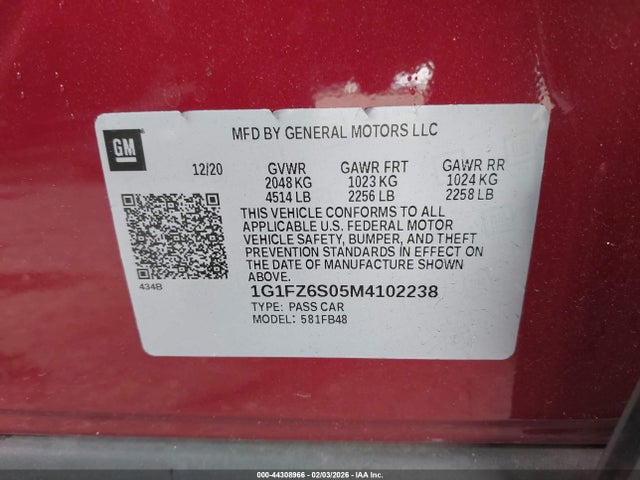 GM
MFD BY GENERAL MOTORS LLC
12/20 GVWR GAWR FRT GAWR RR
2048 KG 1023 KG 1024 KG
4514 LB 2256 LB 2258 LB
THIS VEHICLE CONFORMS TO ALL
APPLICABLE U.S. FEDERAL MOTOR
VEHICLE SAFETY, BUMPER, AND THEFT
PREVENTION STANDARDS IN EFFECT
ON THE DATE OF MANUFACTURE SHOWN
ABOVE.
434B
1G1FZ6S05M4102238
TYPE: PASS CAR
MODEL: 581FB48
000-44308966 - 02/03/2026 - IAA Inc.